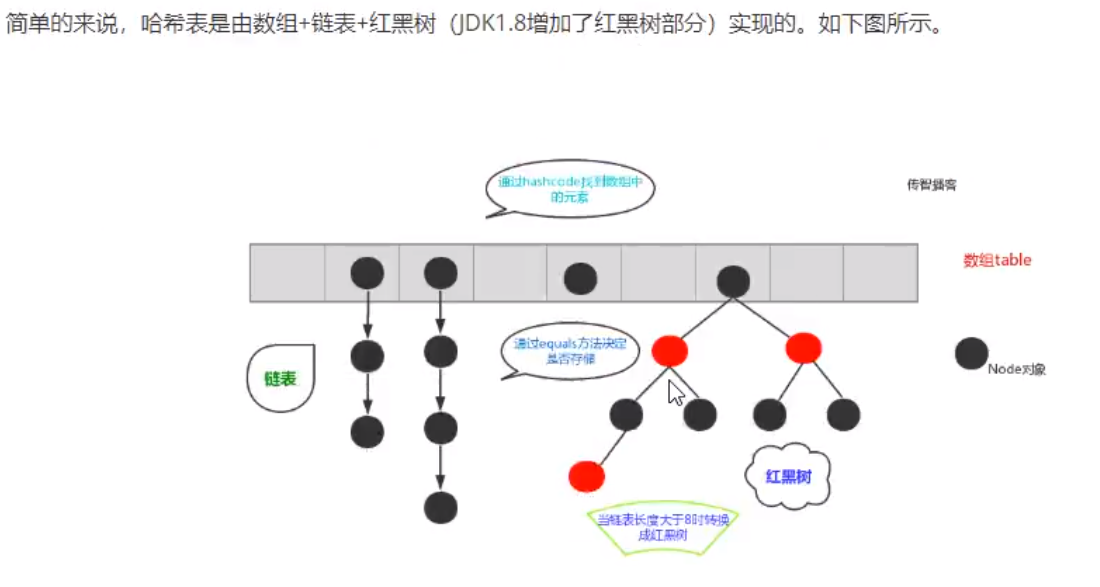 简单的来说，哈希表是由数组+链表+红黑树（JDK1.8增加了红黑树部分）实现的。如下图所示。
通过hashcode找到数组中
的元素
传智播客
数组table
通过equals方法决定
是否存储
链表
Node对象
红黑树
当链表长度大于8时转换
成红黑树